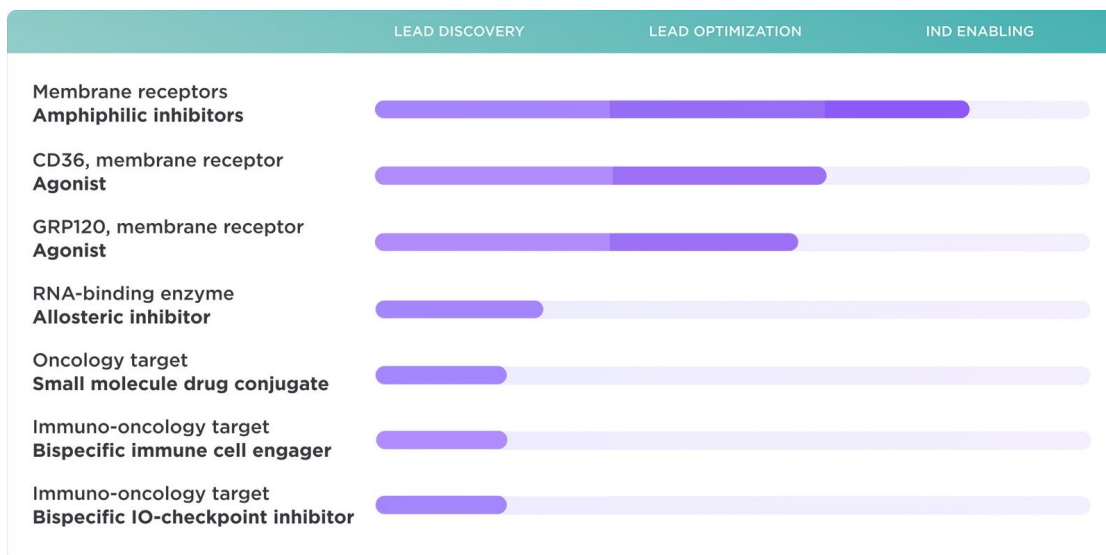 LEAD DISCOVERY LEAD OPTIMIZATION IND ENABLING
Membrane receptors
Amphiphilic inhibitors
CD36, membrane receptor
Agonist
GRP120, membrane receptor
Agonist
RNA-binding enzyme
Allosteric inhibitor
Oncology target
Small molecule drug conjugate
Immuno-oncology target
Bispecific immune cell engager
Immuno-oncology target
Bispecific IO-checkpoint inhibitor